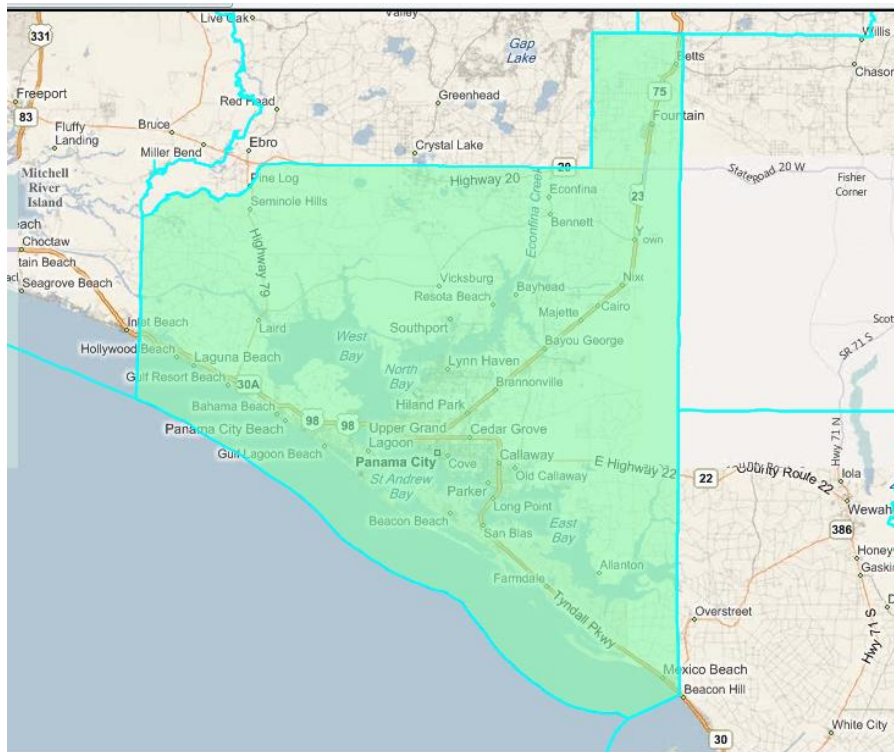 Live Oak
Valley
Willis
331
Gap
Lake
Betts
Chason
75
Freeport
Greenhead
Red Head
83
Fountain
Bruce
Fluffy
Landing
Ebro
Miller Bend
Crystal Lake
20
Mitchell
River
Island
Pine Log
Highway 20
State Road 20 W
Fisher
Corner
Econfina
Seminole Hills
23
Bennett
each
Choctaw
Econfina Creek
Highway 79
tain Beach
Seagrove Beach
Vicksburg
Bayhead
Resota Beach
Majette
Cairo
Inlet Beach
Laird
West
Bay
Southport
SR 71 S
Hollywood Beach
Laguna Beach
Bayou George
North
Bay
Lynn Haven
Gulf Resort Beach
30A
Brannonville
Bahama Beach
Hiland Park
98
98
Panama City Beach
Upper Grand
Lagoon
Cedar Grove
Hwy 71 N
Gulf Lagoon Beach
Panama City
Cove
Callaway
E Highway 22
22
County Route 22
Iola
Old Callaway
St Andrew
Bay
Parker
Long Point
Wewah
Beacon Beach
East
Bay
386
San Blas
Honey
Allanton
Gaskin
Farmdale
Tyndall Pkwy
Overstreet
Hwy 71 S
Mexico Beach
Beacon Hill
White City
30